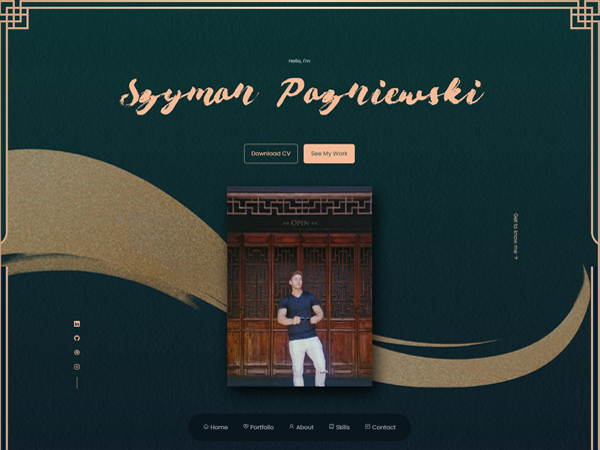 Hello, I'm
Szymon Pozniewski
Download CV
See My Work
Get to know me →
OPEN
Home
Portfolio
About
Skills
Contact